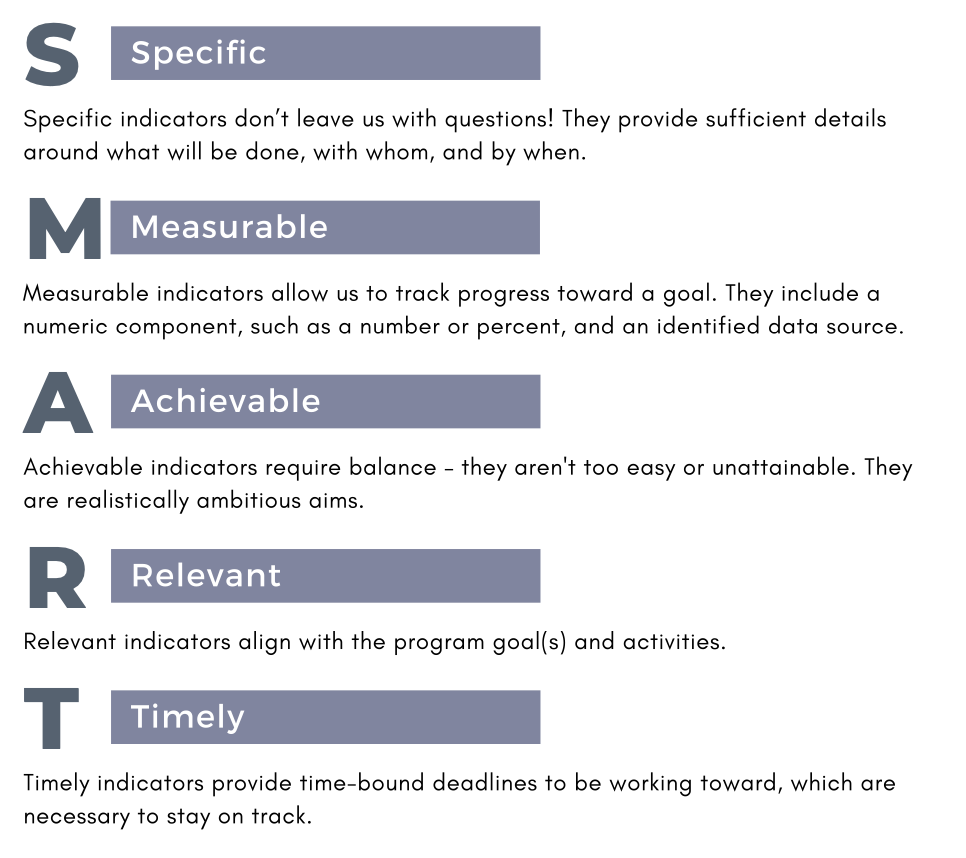 S Specific
Specific indicators don’t leave us with questions! They provide sufficient details
around what will be done, with whom, and by when.
M Measurable
Measurable indicators allow us to track progress toward a goal. They include a
numeric component, such as a number or percent, and an identified data source.
A Achievable
Achievable indicators require balance – they aren't too easy or unattainable. They
are realistically ambitious aims.
R Relevant
Relevant indicators align with the program goal(s) and activities.
T Timely
Timely indicators provide time-bound deadlines to be working toward, which are
necessary to stay on track.